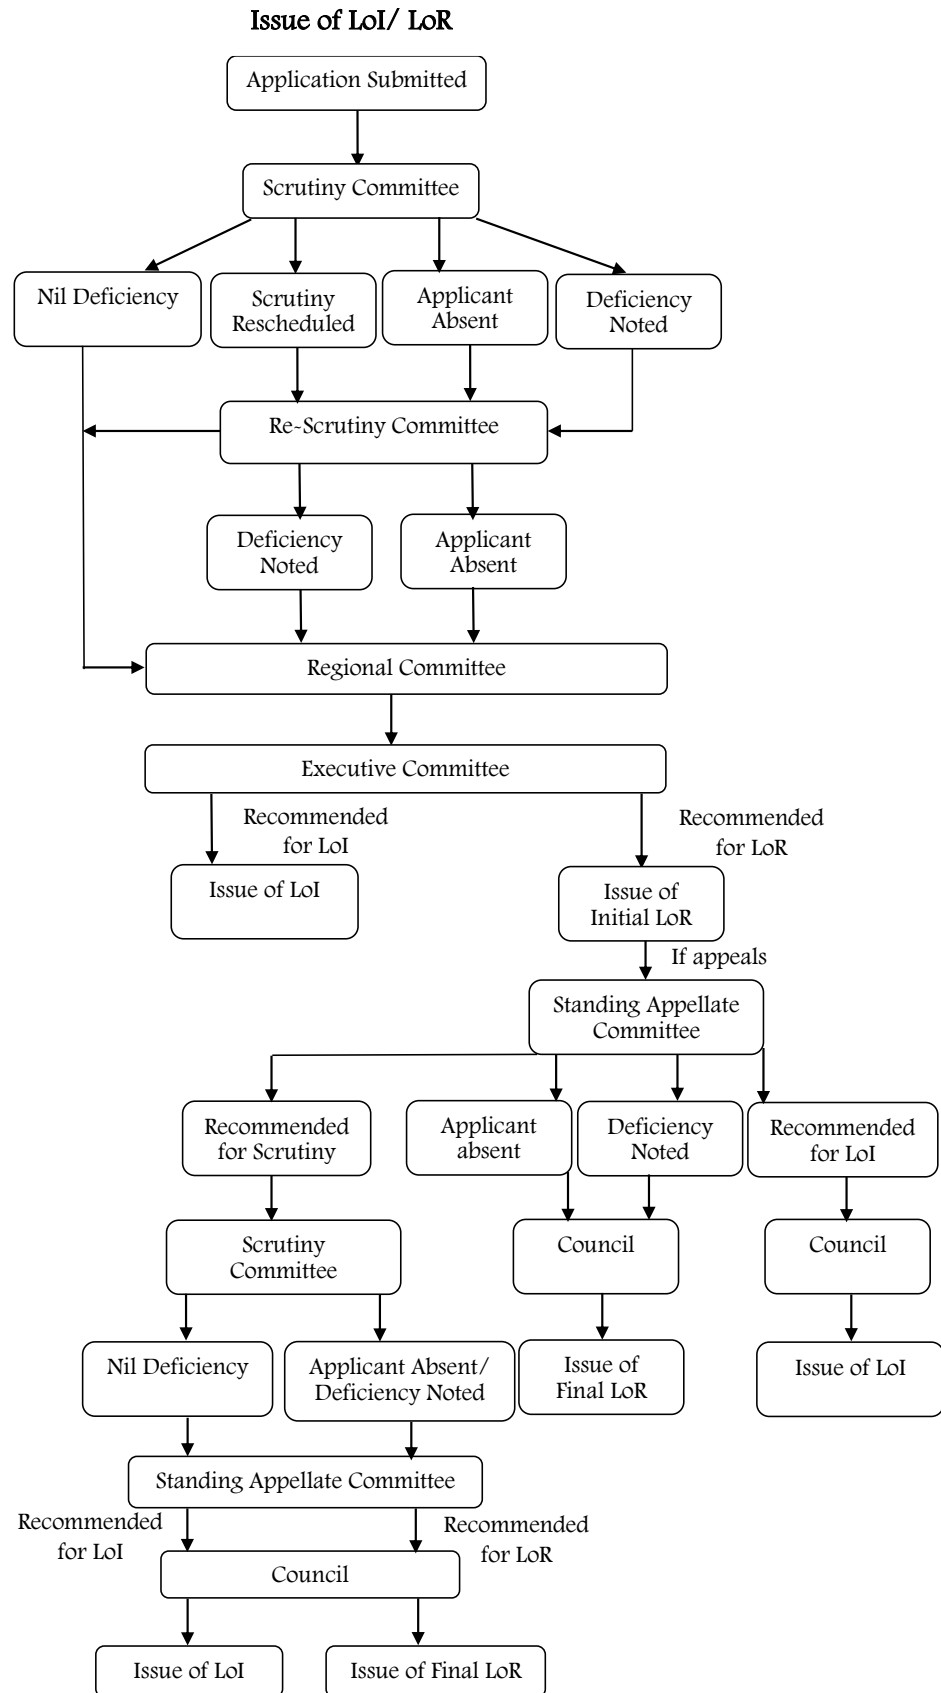 Issue of LoI/ LoR
Application Submitted
Scrutiny Committee
Nil Deficiency
Scrutiny
Rescheduled
Applicant
Absent
Deficiency
Noted
Re-Scrutiny Committee
Deficiency
Noted
Applicant
Absent
Regional Committee
Executive Committee
Recommended
for LoI
Recommended
for LoR
Issue of LoI
Issue of
Initial LoR
If appeals
Standing Appellate
Committee
Recommended
for Scrutiny
Applicant
absent
Deficiency
Noted
Recommended
for LoI
Scrutiny
Committee
Council
Council
Nil Deficiency
Applicant Absent/
Deficiency Noted
Issue of
Final LoR
Issue of LoI
Standing Appellate Committee
Recommended
for LoI
Recommended
for LoR
Council
Issue of LoI
Issue of Final LoR